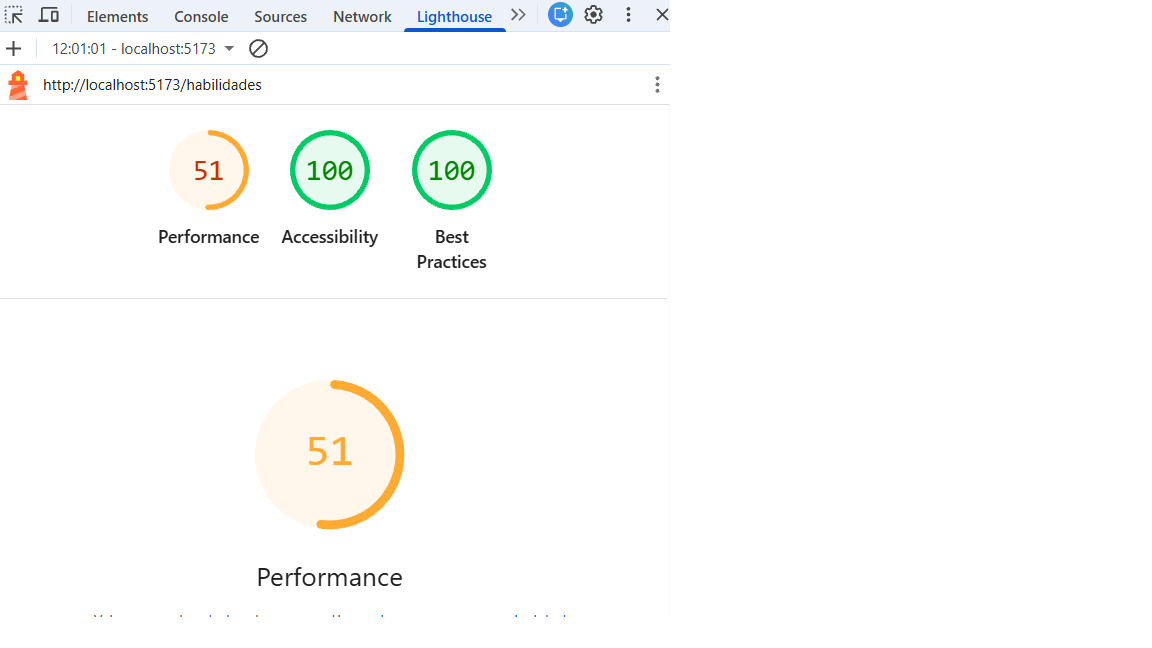 Elements Console Sources Network Lighthouse
12:01:01 - localhost:5173
http://localhost:5173/habilidades
51 100 100
Performance Accessibility Best
Practices
51
Performance